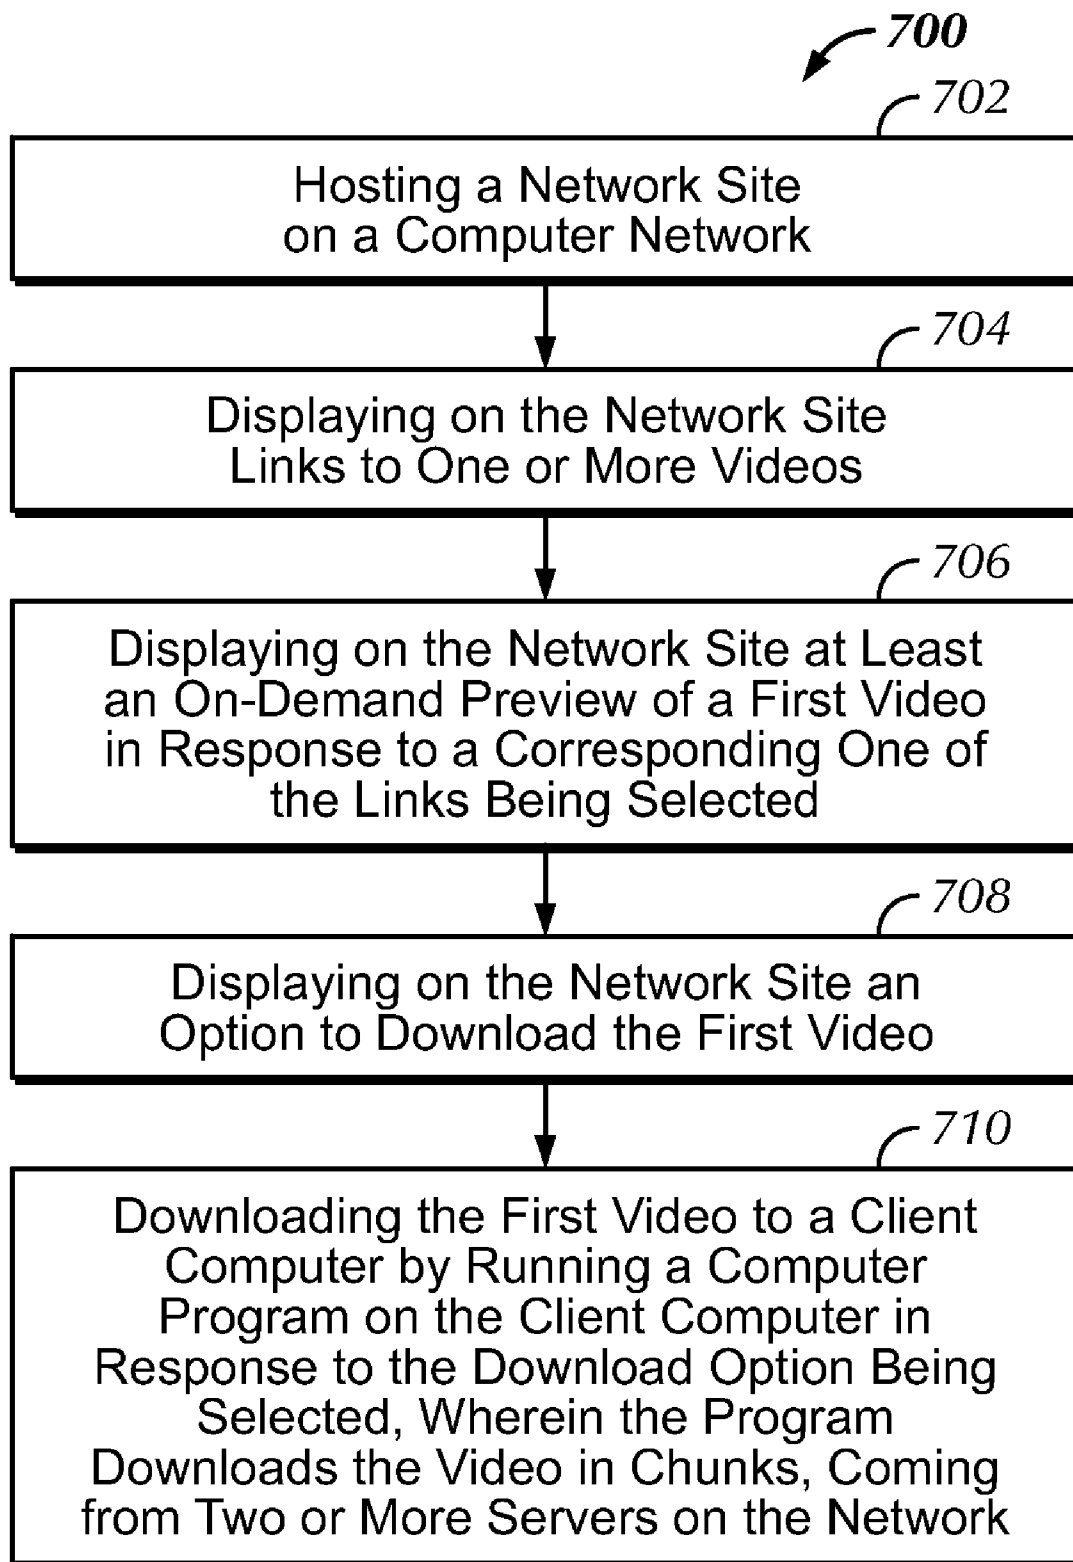 700
702
Hosting a Network Site
on a Computer Network
704
Displaying on the Network Site
Links to One or More Videos
706
Displaying on the Network Site at Least
an On-Demand Preview of a First Video
in Response to a Corresponding One of
the Links Being Selected
708
Displaying on the Network Site an
Option to Download the First Video
710
Downloading the First Video to a Client
Computer by Running a Computer
Program on the Client Computer in
Response to the Download Option Being
Selected, Wherein the Program
Downloads the Video in Chunks, Coming
from Two or More Servers on the Network